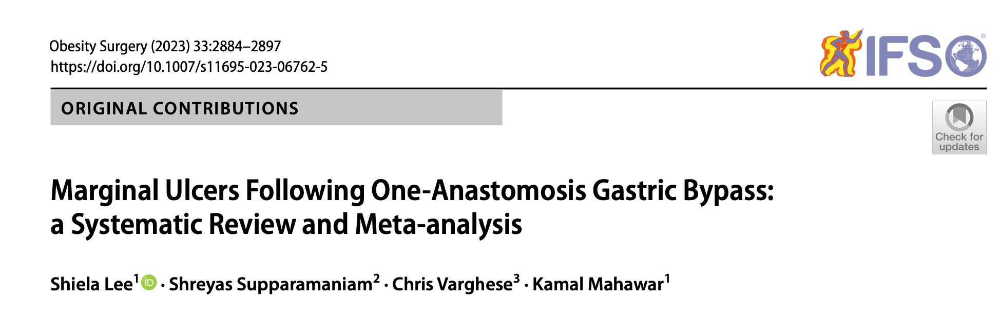 Obesity Surgery (2023) 33:2884–2897
https://doi.org/10.1007/s11695-023-06762-5
IFSO®
ORIGINAL CONTRIBUTIONS
Check for
updates
Marginal Ulcers Following One‑Anastomosis Gastric Bypass:
a Systematic Review and Meta‑analysis
Shiela Lee1 iD · Shreyas Supparamaniam2 · Chris Varghese3 · Kamal Mahawar1